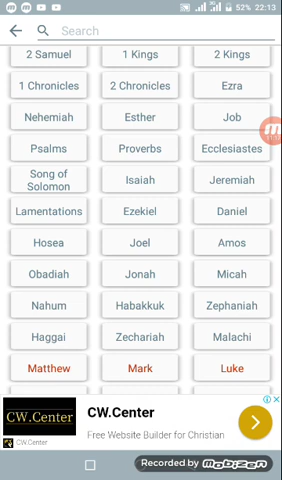 52% 22:13
Search
2 Samuel
1 Kings
2 Kings
1 Chronicles
2 Chronicles
Ezra
Nehemiah
Esther
Job
Psalms
Proverbs
Ecclesiastes
Song of
Solomon
Isaiah
Jeremiah
Lamentations
Ezekiel
Daniel
Hosea
Joel
Amos
Obadiah
Jonah
Micah
Nahum
Habakkuk
Zephaniah
Haggai
Zechariah
Malachi
Matthew
Mark
Luke
CW.Center
CW.Center
CW.Center
Free Website Builder for Christian
Recorded by mobizen